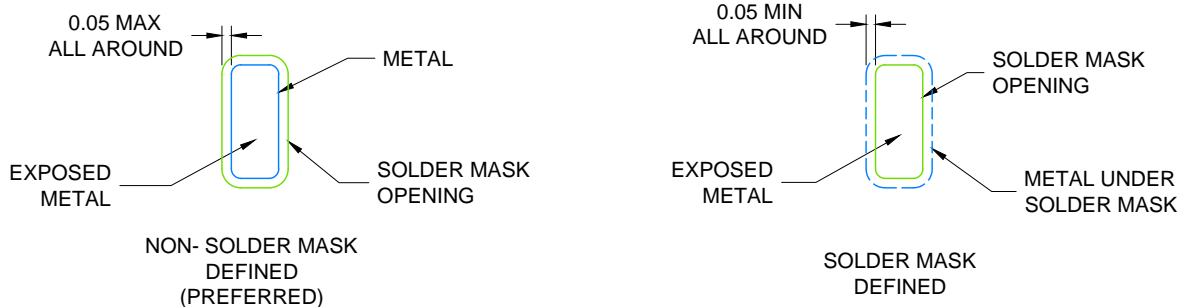 0.05 MAX
ALL AROUND
METAL
EXPOSED
METAL
SOLDER MASK
OPENING
NON- SOLDER MASK
DEFINED
(PREFERRED)
0.05 MIN
ALL AROUND
SOLDER MASK
OPENING
EXPOSED
METAL
METAL UNDER
SOLDER MASK
SOLDER MASK
DEFINED